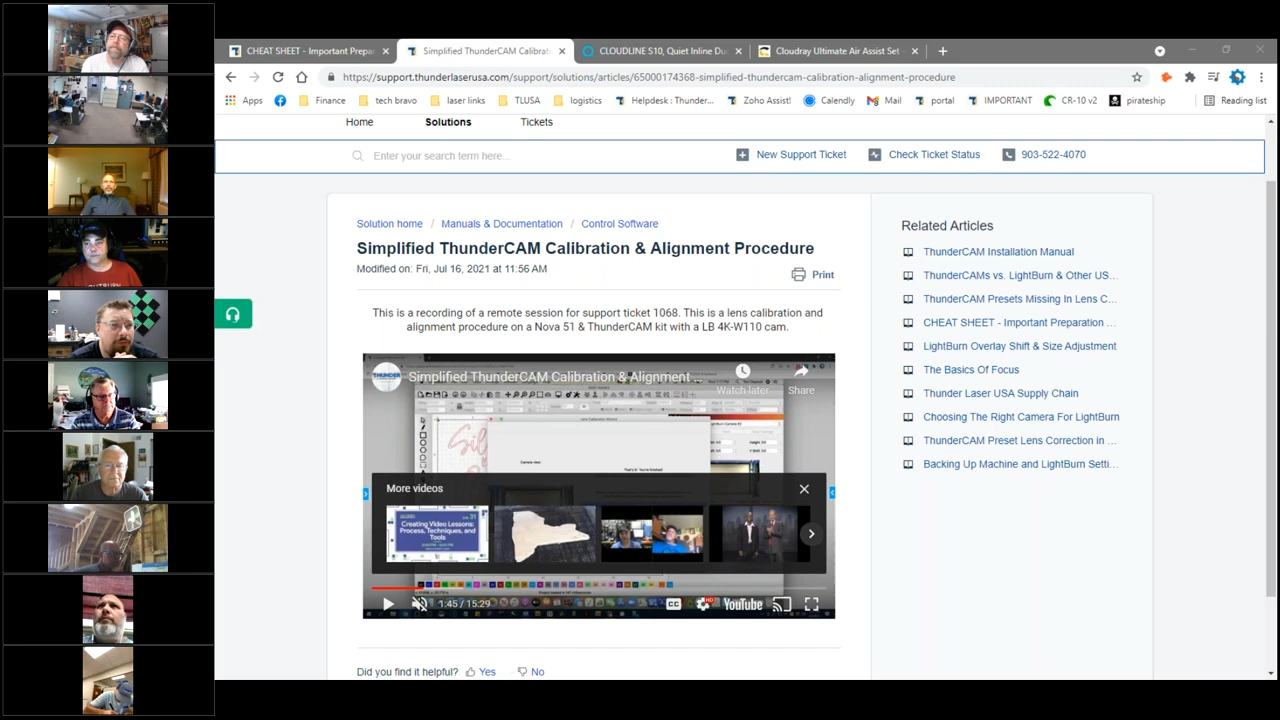 CHEAT SHEET - Important Prepar
Simplified ThunderCAM Calibrat
CLOUDLINE S10, Quiet Inline Du
Cloudray Ultimate Air Assist Set -
https://support.thunderlaserusa.com/support/solutions/articles/65000174368-simplified-thundercam-calibration-alignment-procedure
Apps
Finance
tech bravo
laser links
TLUSA
logistics
Helpdesk : Thunder...
Zoho Assist!
Calendly
Mail
portal
IMPORTANT
CR-10 v2
pirateship
Reading list
Home
Solutions
Tickets
Enter your search term here...
New Support Ticket
Check Ticket Status
903-522-4070
Solution home / Manuals & Documentation / Control Software
Simplified ThunderCAM Calibration & Alignment Procedure
Modified on: Fri, Jul 16, 2021 at 11:56 AM
Print
This is a recording of a remote session for support ticket 1068. This is a lens calibration and
alignment procedure on a Nova 51 & ThunderCAM kit with a LB 4K-W110 cam.
THUNDER
Simplified ThunderCAM Calibration & Alignment ...
Watch later
Share
More videos
Creating Video Lessons:
Process, Techniques, and
Tools
1:45 / 15:29
CC
HD
YouTube
Did you find it helpful?
Yes
No
Related Articles
ThunderCAM Installation Manual
ThunderCAMs vs. LightBurn & Other US...
ThunderCAM Presets Missing In Lens C...
CHEAT SHEET - Important Preparation ...
LightBurn Overlay Shift & Size Adjustment
The Basics Of Focus
Thunder Laser USA Supply Chain
Choosing The Right Camera For LightBurn
ThunderCAM Preset Lens Correction in ...
Backing Up Machine and LightBurn Setti...